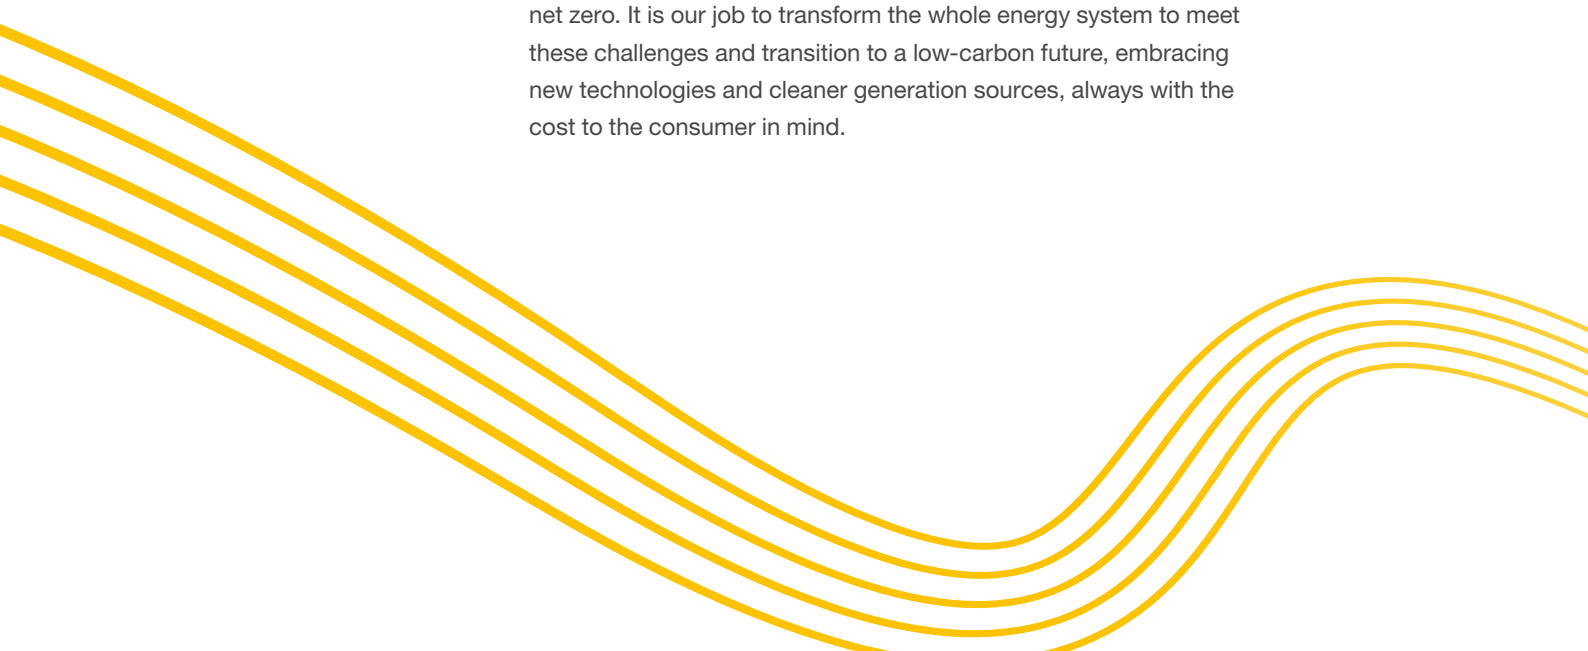 net zero. It is our job to transform the whole energy system to meet
these challenges and transition to a low-carbon future, embracing
new technologies and cleaner generation sources, always with the
cost to the consumer in mind.